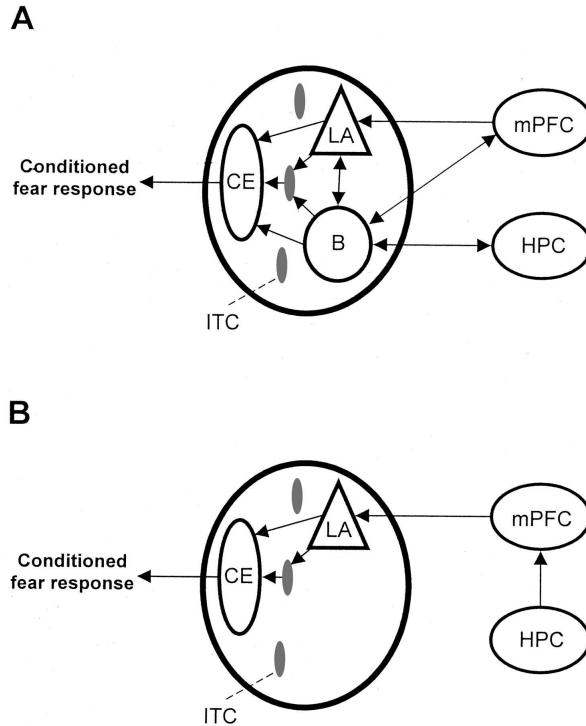 A
LA
mPFC
Conditioned
fear response
CE
B
HPC
ITC
B
LA
mPFC
Conditioned
fear response
CE
HPC
ITC